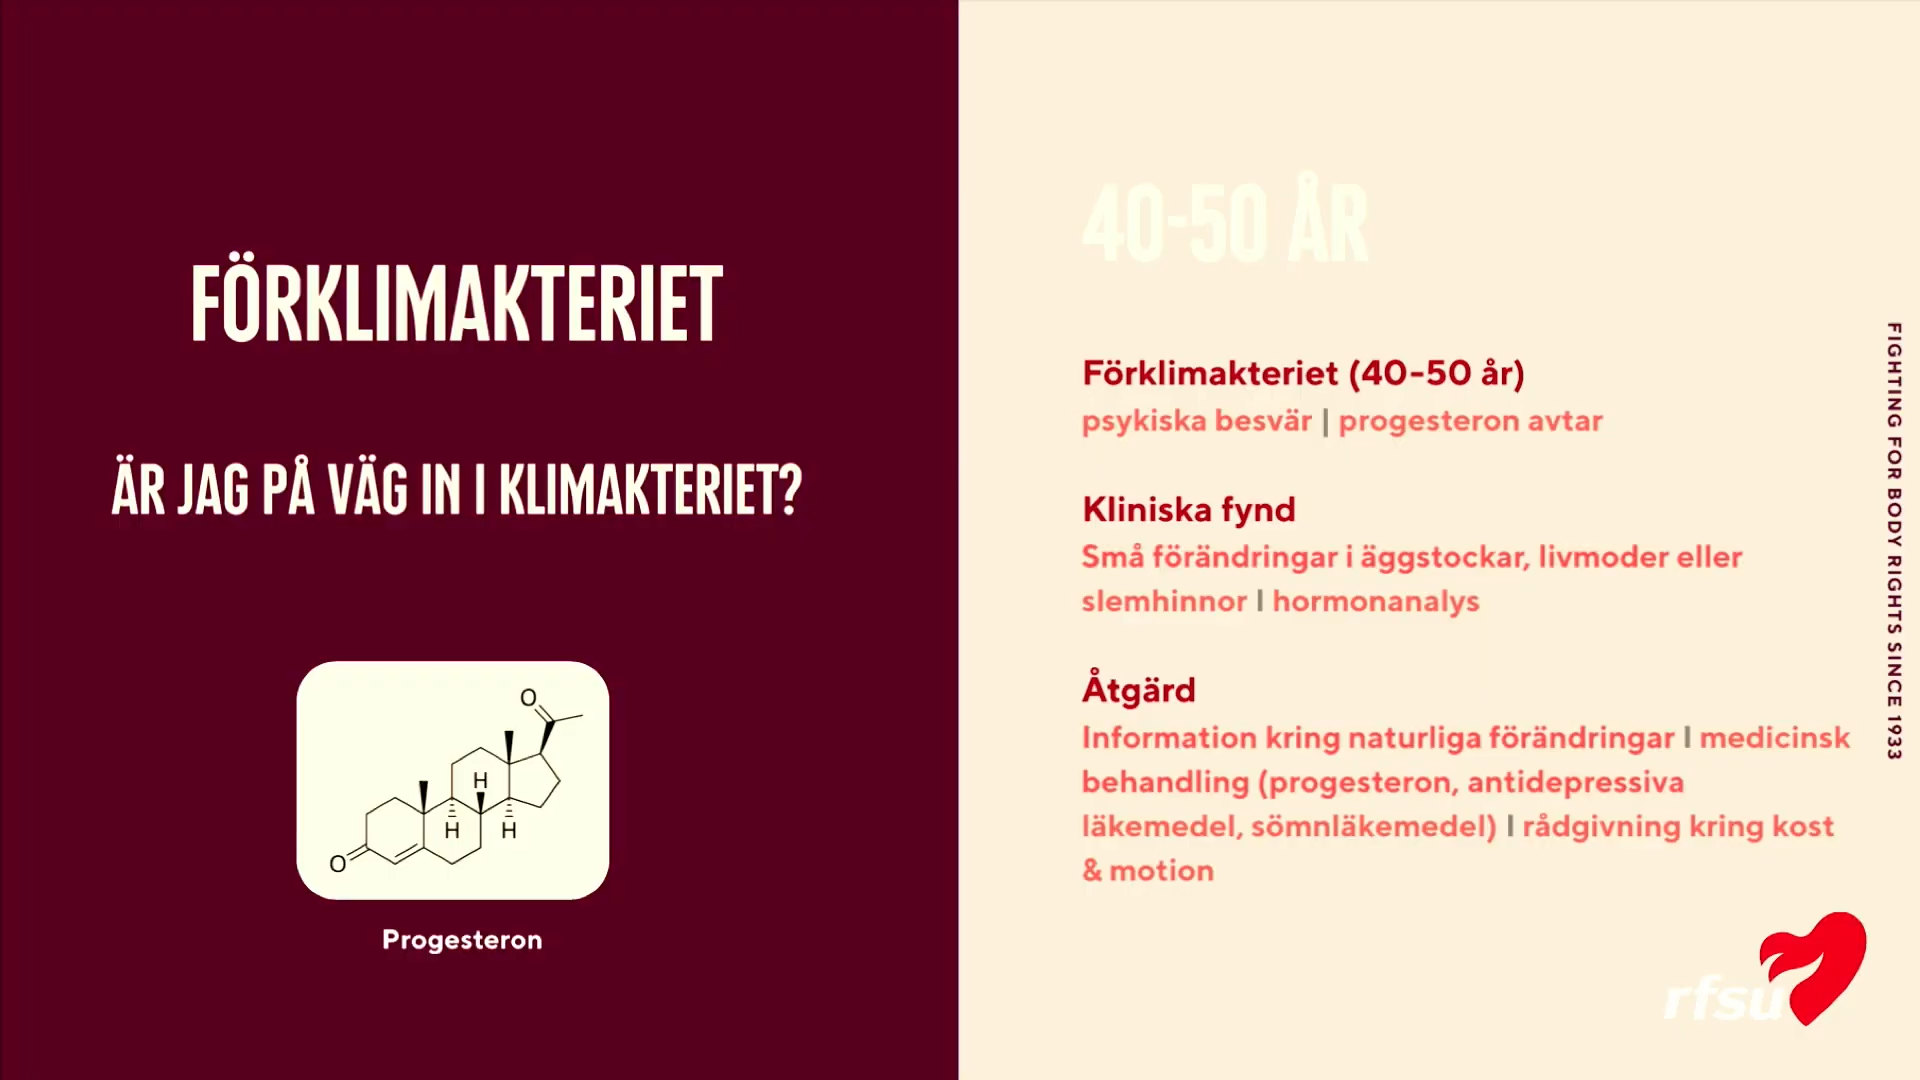 FÖRKLIMAKTERIET
ÄR JAG PÅ VÄG IN I KLIMAKTERIET?
O
H
H
H
O
Progesteron
40-50 ÅR
Förklimakteriet (40-50 år)
psykiska besvär | progesteron avtar
Kliniska fynd
Små förändringar i äggstockar, livmoder eller
slemhinnor | hormonanalys
Åtgärd
Information kring naturliga förändringar | medicinsk
behandling (progesteron, antidepressiva
läkemedel, sömnläkemedel) | rådgivning kring kost
& motion
FIGHTING FOR BODY RIGHTS SINCE 1933
rfsu